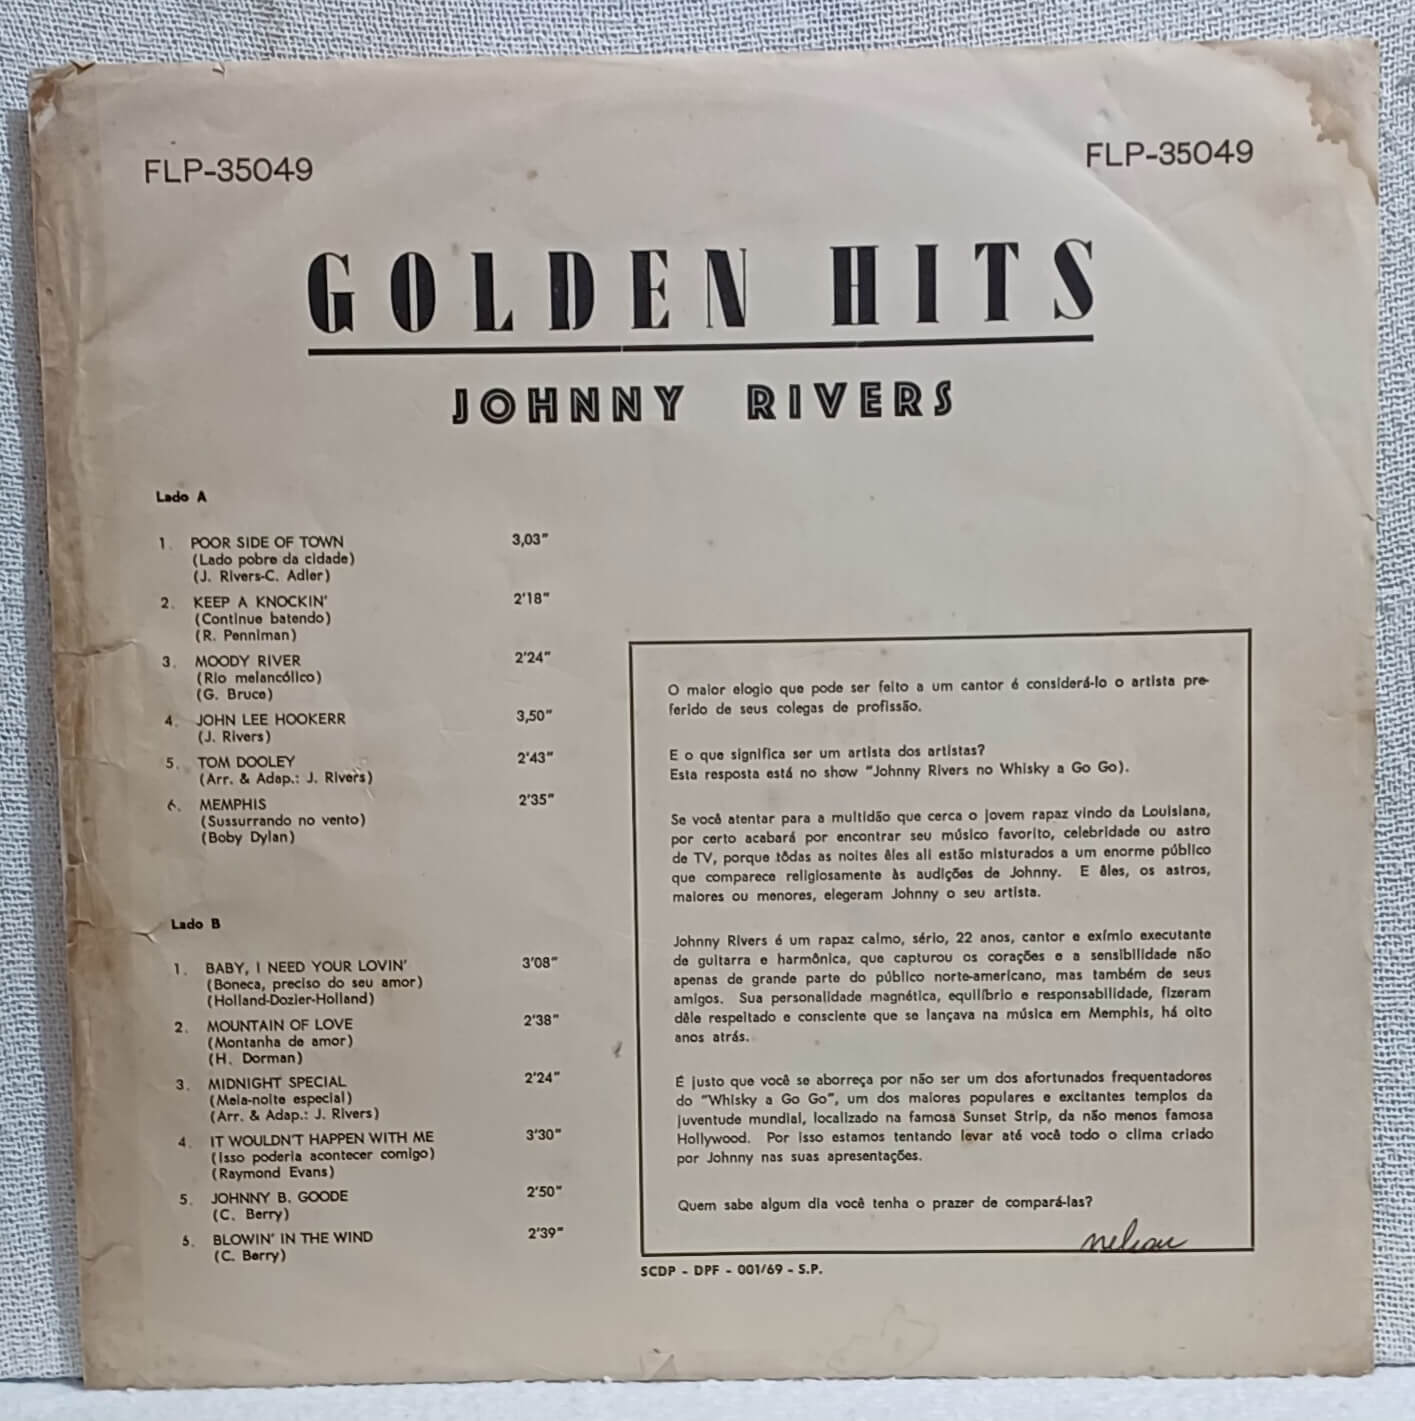 FLP-35049
FLP-35049
GOLDEN HITS
JOHNNY RIVERS
Lado A
1. POOR SIDE OF TOWN 3,03"
(Lado pobre da cidade)
(J. Rivers-C. Adler)
2. KEEP A KNOCKIN' 2'18"
(Continue batendo)
(R. Penniman)
3. MOODY RIVER 2'24"
(Rio melancólico)
(G. Bruce)
4. JOHN LEE HOOKERR 3,50"
(J. Rivers)
5. TOM DOOLEY 2'43"
(Arr. & Adap.: J. Rivers)
6. MEMPHIS 2'35"
(Sussurrando no vento)
(Boby Dylan)
Lado B
1. BABY, I NEED YOUR LOVIN' 3'08"
(Boneca, preciso do seu amor)
(Holland-Dozier-Holland)
2. MOUNTAIN OF LOVE 2'38"
(Montanha de amor)
(H. Dorman)
3. MIDNIGHT SPECIAL 2'24"
(Meia-noite especial)
(Arr. & Adap.: J. Rivers)
4. IT WOULDN'T HAPPEN WITH ME 3'30"
(Isso poderia acontecer comigo)
(Raymond Evans)
5. JOHNNY B. GOODE 2'50"
(C. Berry)
5. BLOWIN' IN THE WIND 2'39"
(C. Berry)
O maior elogio que pode ser feito a um cantor é considerá-lo o artista pre-
ferido de seus colegas de profissão.
E o que significa ser um artista dos artistas?
Esta resposta está no show "Johnny Rivers no Whisky a Go Go).
Se você atentar para a multidão que cerca o jovem rapaz vindo da Louisiana,
por certo acabará por encontrar seu músico favorito, celebridade ou astro
de TV, porque tôdas as noites êles ali estão misturados a um enorme público
que comparece religiosamente às audições de Johnny. E êles, os astros,
maiores ou menores, elegeram Johnny o seu artista.
Johnny Rivers é um rapaz calmo, sério, 22 anos, cantor e exímio executante
de guitarra e harmônica, que capturou os corações e a sensibilidade não
apenas de grande parte do público norte-americano, mas também de seus
amigos. Sua personalidade magnética, equilíbrio e responsabilidade, fizeram
dêle respeitado e consciente que se lançava na música em Memphis, há oito
anos atrás.
É justo que você se aborreça por não ser um dos afortunados frequentadores
do "Whisky a Go Go", um dos maiores populares e excitantes templos da
juventude mundial, localizado na famosa Sunset Strip, da não menos famosa
Hollywood. Por isso estamos tentando levar até você todo o clima criado
por Johnny nas suas apresentações.
Quem sabe algum dia você tenha o prazer de compará-las?
SCDP - DPF - 001/69 - S.P.